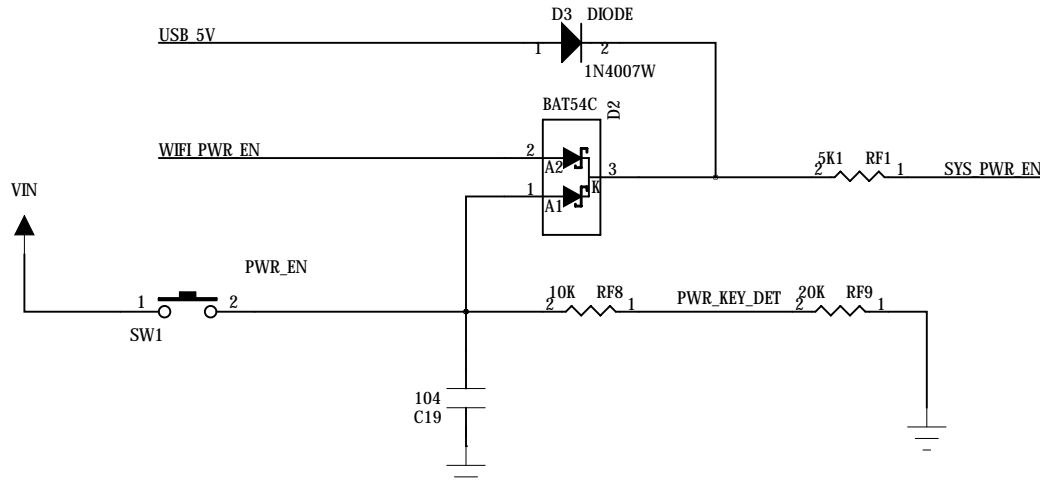 D3 DIODE
USB_5V
1 2
1N4007W
BAT54C
D2
WIFI_PWR_EN
2
A2
3
K
1
A1
2 5K1 RF1 1
SYS_PWR_EN
VIN
PWR_EN
1 2
SW1
2 10K RF8 1
PWR_KEY_DET
2 20K RF9 1
104
C19